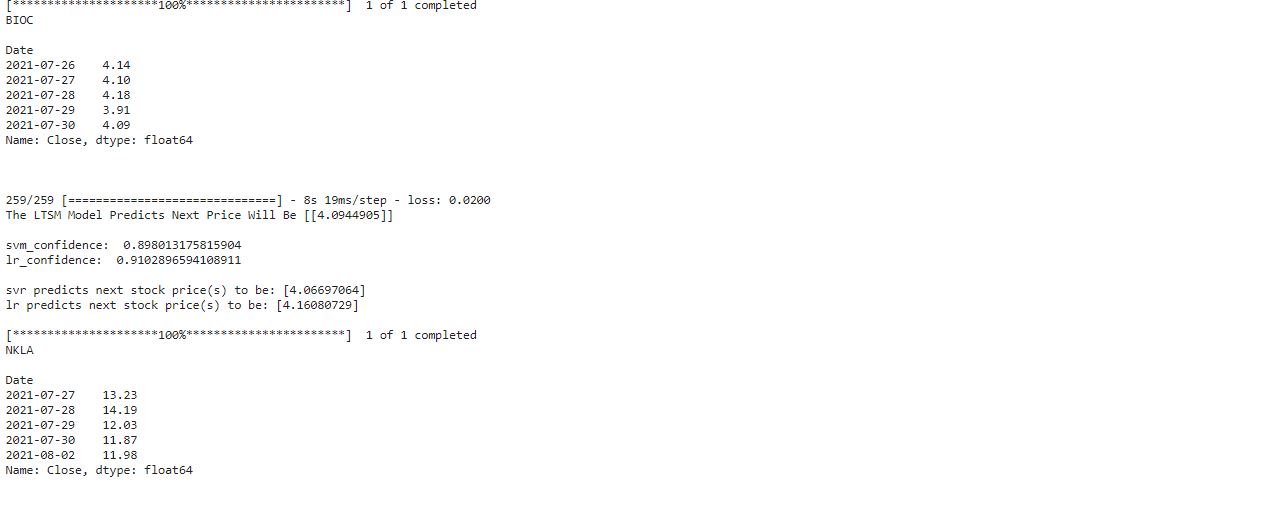 [*********************100%***********************]  1 of 1 completed
BIOC
Date
2021-07-26    4.14
2021-07-27    4.10
2021-07-28    4.18
2021-07-29    3.91
2021-07-30    4.09
Name: Close, dtype: float64
259/259 [==============================] - 8s 19ms/step - loss: 0.0200
The LTSM Model Predicts Next Price Will Be [[4.0944905]]
svm_confidence:  0.898013175815904
lr_confidence:  0.9102896594108911
svr predicts next stock price(s) to be: [4.06697064]
lr predicts next stock price(s) to be: [4.16080729]
[*********************100%***********************]  1 of 1 completed
NKLA
Date
2021-07-27    13.23
2021-07-28    14.19
2021-07-29    12.03
2021-07-30    11.87
2021-08-02    11.98
Name: Close, dtype: float64